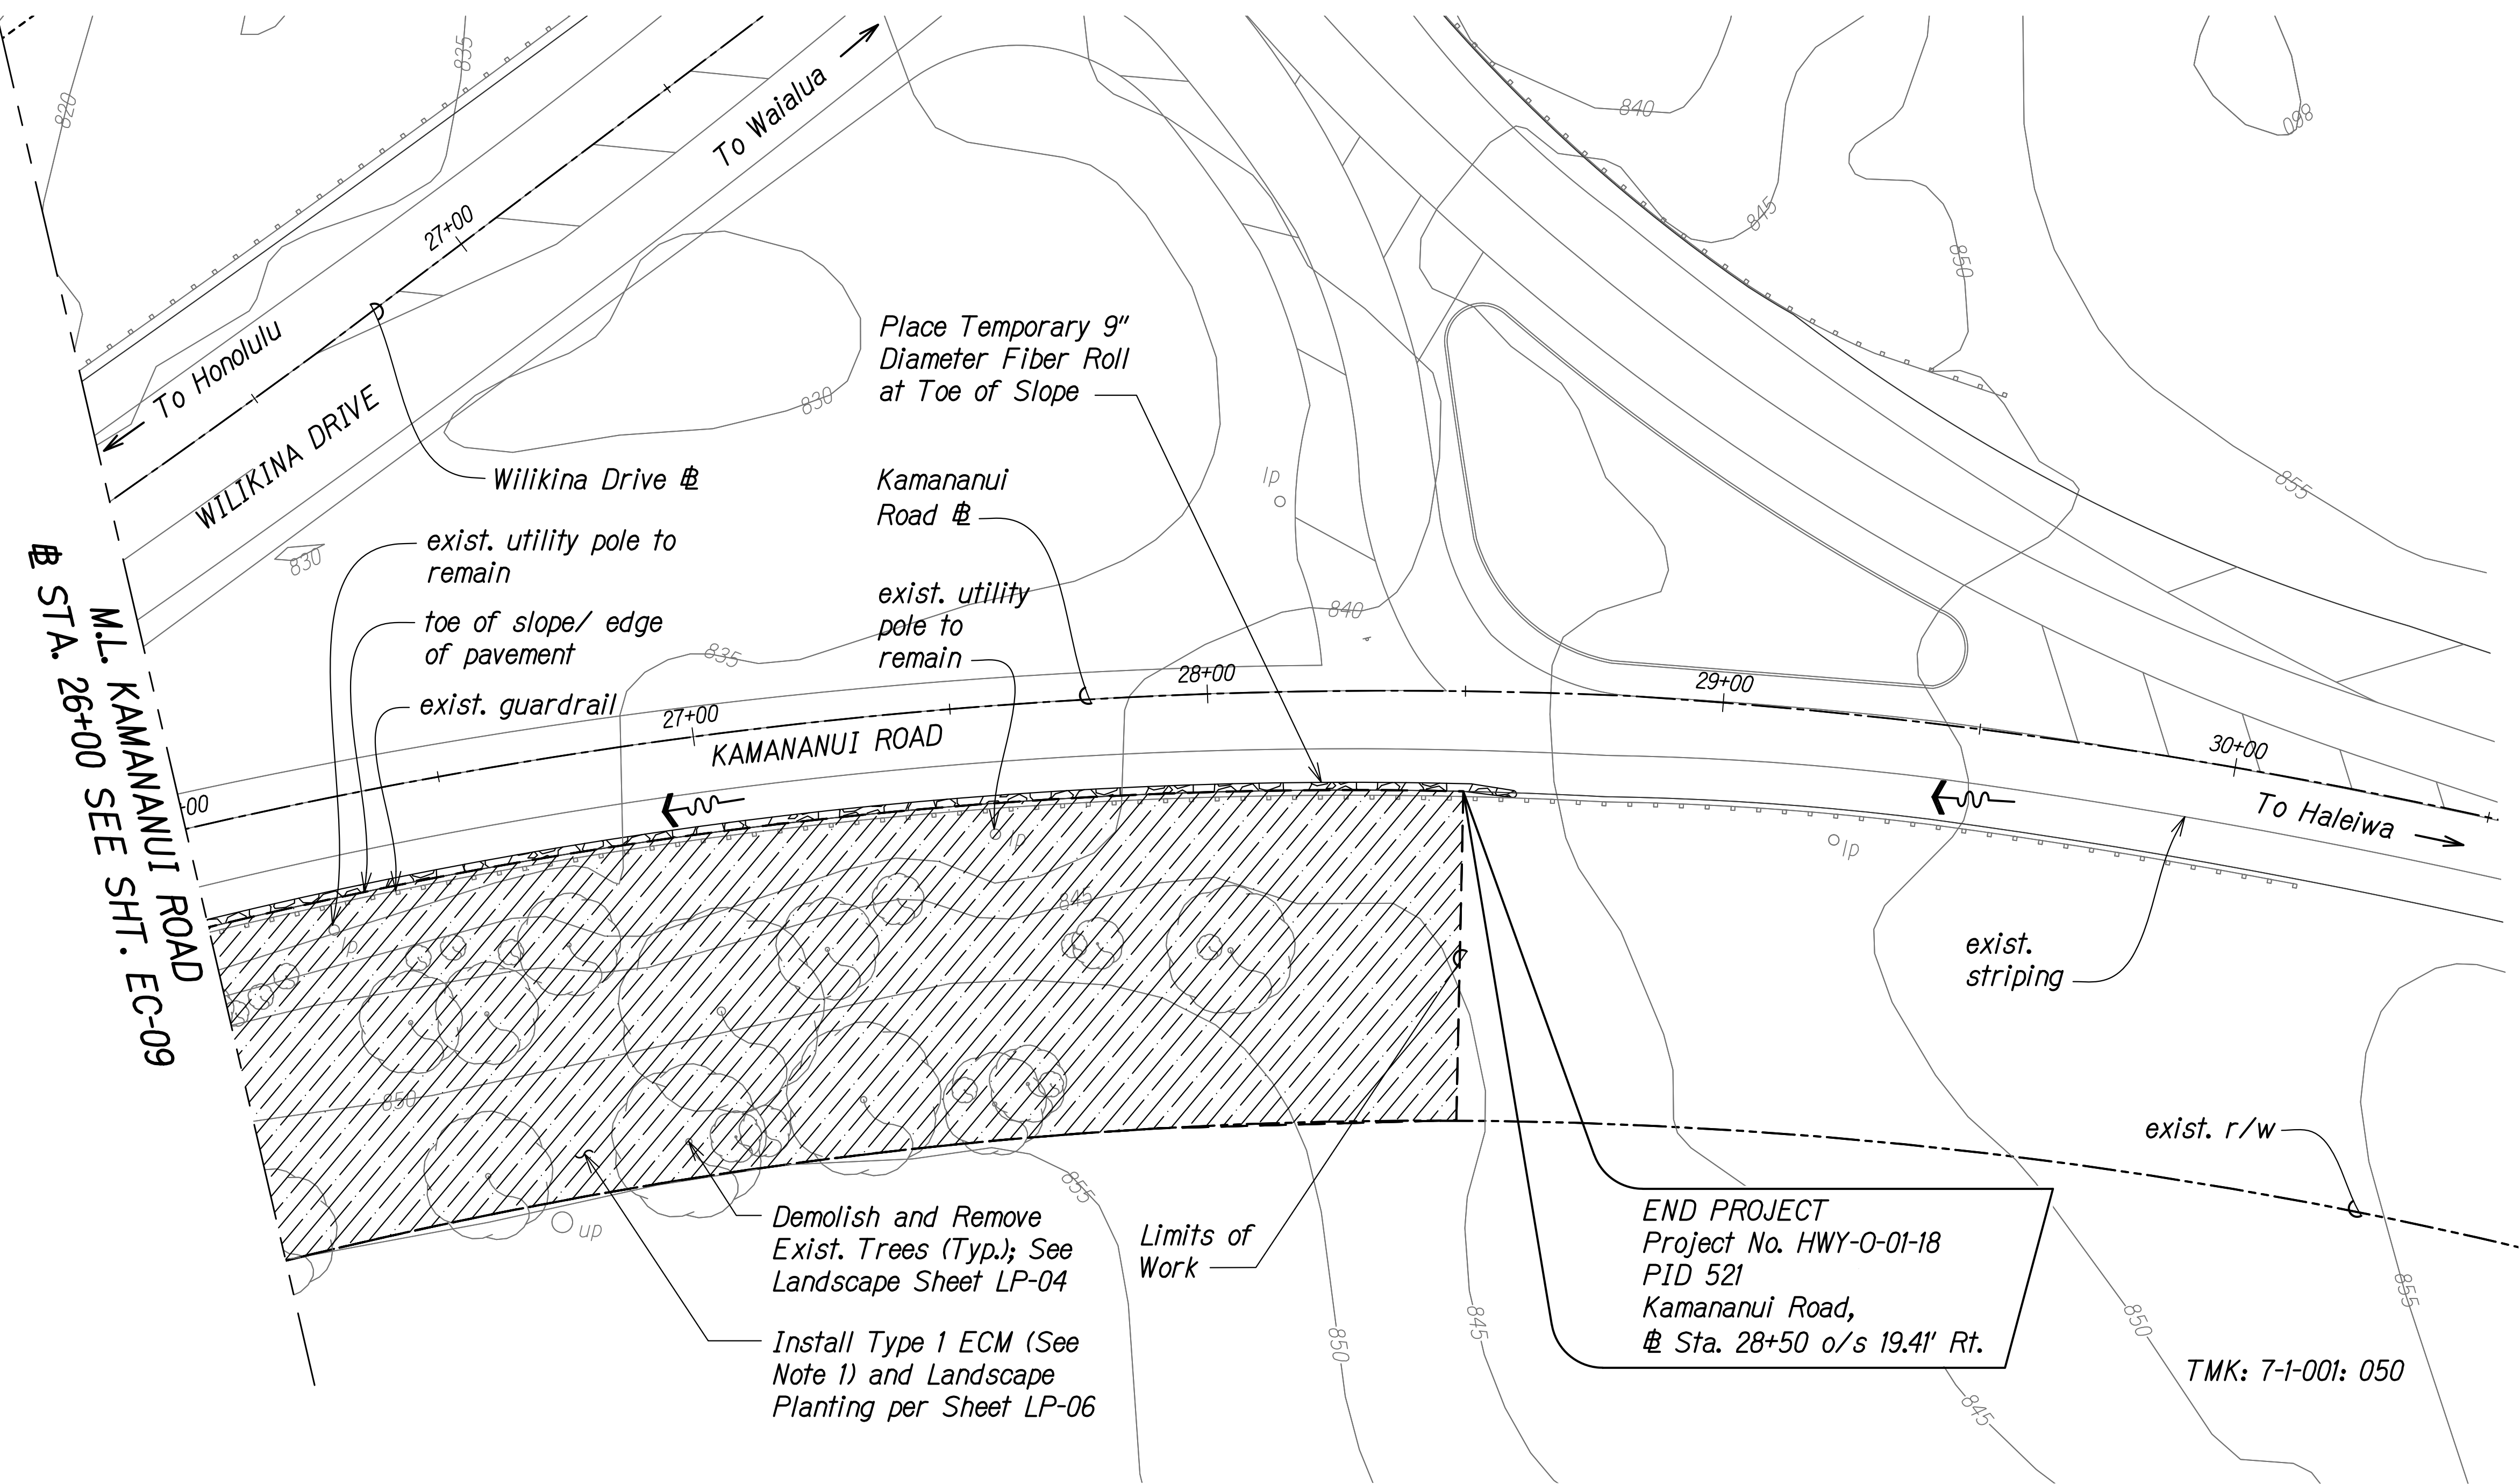 820
835
To Waialua
840
860
845
850
27+00
To Honolulu
WILIKINA DRIVE
830
Place Temporary 9" 
Diameter Fiber Roll
at Toe of Slope
Wilikina Drive BL
Kamananui
Road BL
lp
855
830
exist. utility pole to
remain
toe of slope/ edge
of pavement
exist. guardrail
exist. utility
pole to
remain
835
840
28+00
27+00
29+00
30+00
KAMANANUI ROAD
+00
M.L. KAMANANUI ROAD
BL STA. 26+00 SEE SHT. EC-09
To Haleiwa
lp
lp
lp
845
850
exist.
striping
exist. r/w
up
855
Demolish and Remove
Exist. Trees (Typ.); See
Landscape Sheet LP-04
Install Type 1 ECM (See
Note 1) and Landscape
Planting per Sheet LP-06
Limits of
Work
END PROJECT
Project No. HWY-O-01-18
PID 521
Kamananui Road,
BL Sta. 28+50 o/s 19.41' Rt.
850
845
845
850
855
TMK: 7-1-001: 050